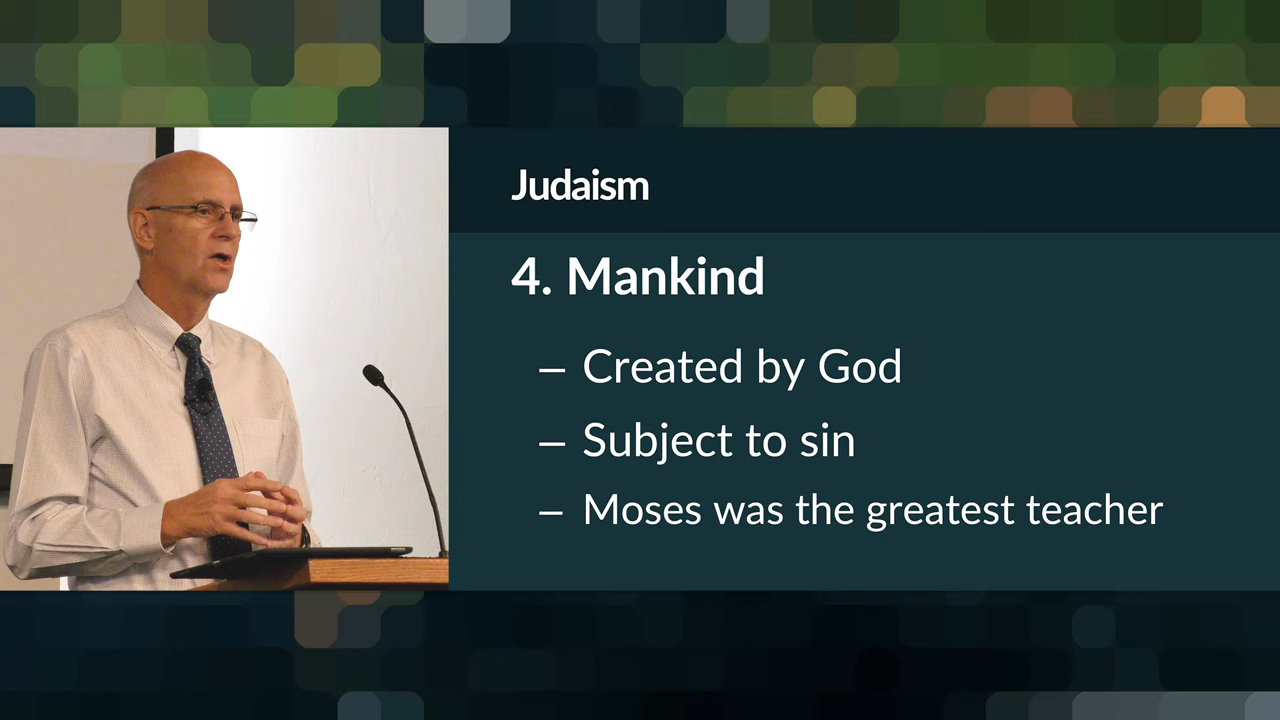 Judaism
4. Mankind
– Created by God
– Subject to sin
– Moses was the greatest teacher